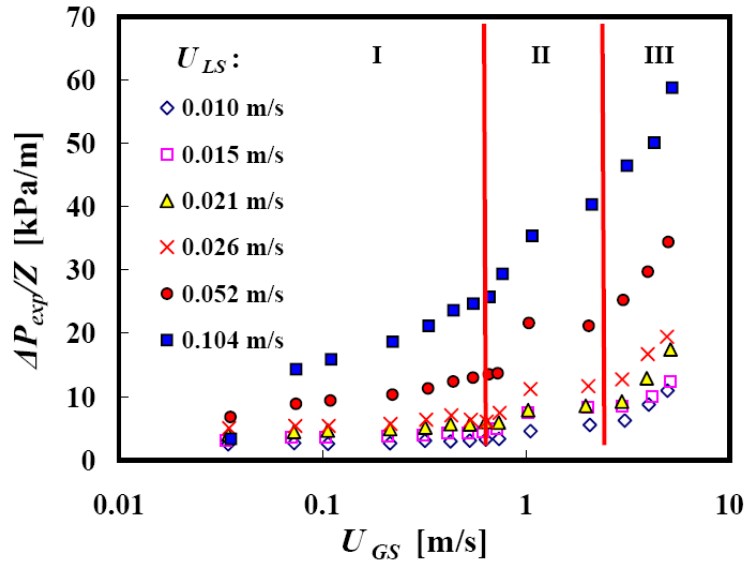 70
60
50
40
30
20
10
0
ΔP_exp/Z [kPa/m]
I
II
III
U_LS:
0.010 m/s
0.015 m/s
0.021 m/s
0.026 m/s
0.052 m/s
0.104 m/s
0.01
0.1
1
10
U_GS [m/s]